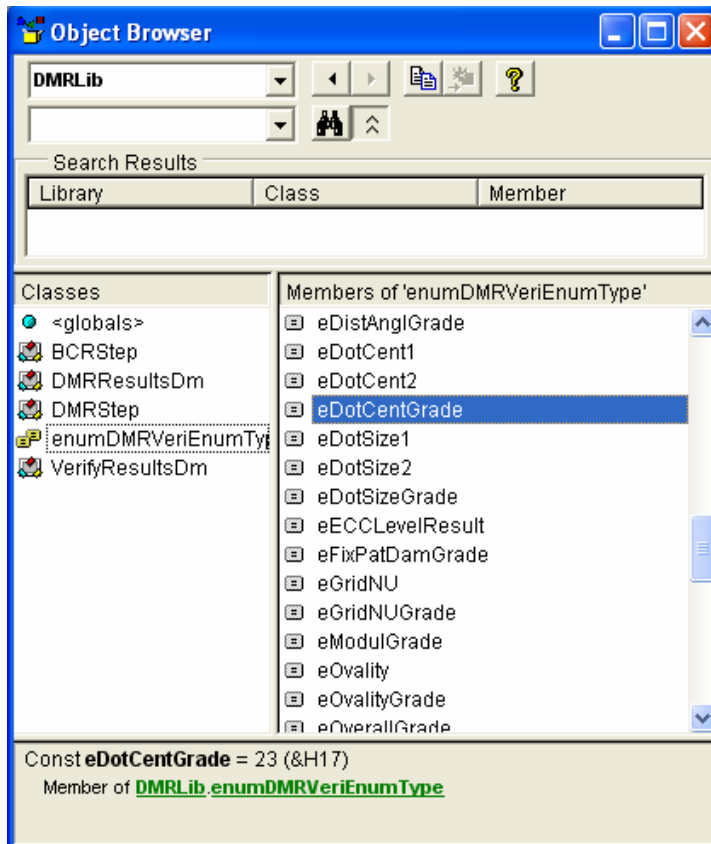 Object Browser
DMRLib
Search Results
Library Class Member
Classes
<globals>
BCRStep
DMRResultsDm
DMRStep
enumDMRVeriEnumTyp
VerifyResultsDm
Members of 'enumDMRVeriEnumType'
eDistAnglGrade
eDotCent1
eDotCent2
eDotCentGrade
eDotSize1
eDotSize2
eDotSizeGrade
eECCLevelResult
eFixPatDamGrade
eGridNU
eGridNUGrade
eModulGrade
eOvality
eOvalityGrade
eOverallGrade
Const eDotCentGrade = 23 (&H17)
Member of DMRLib.enumDMRVeriEnumType